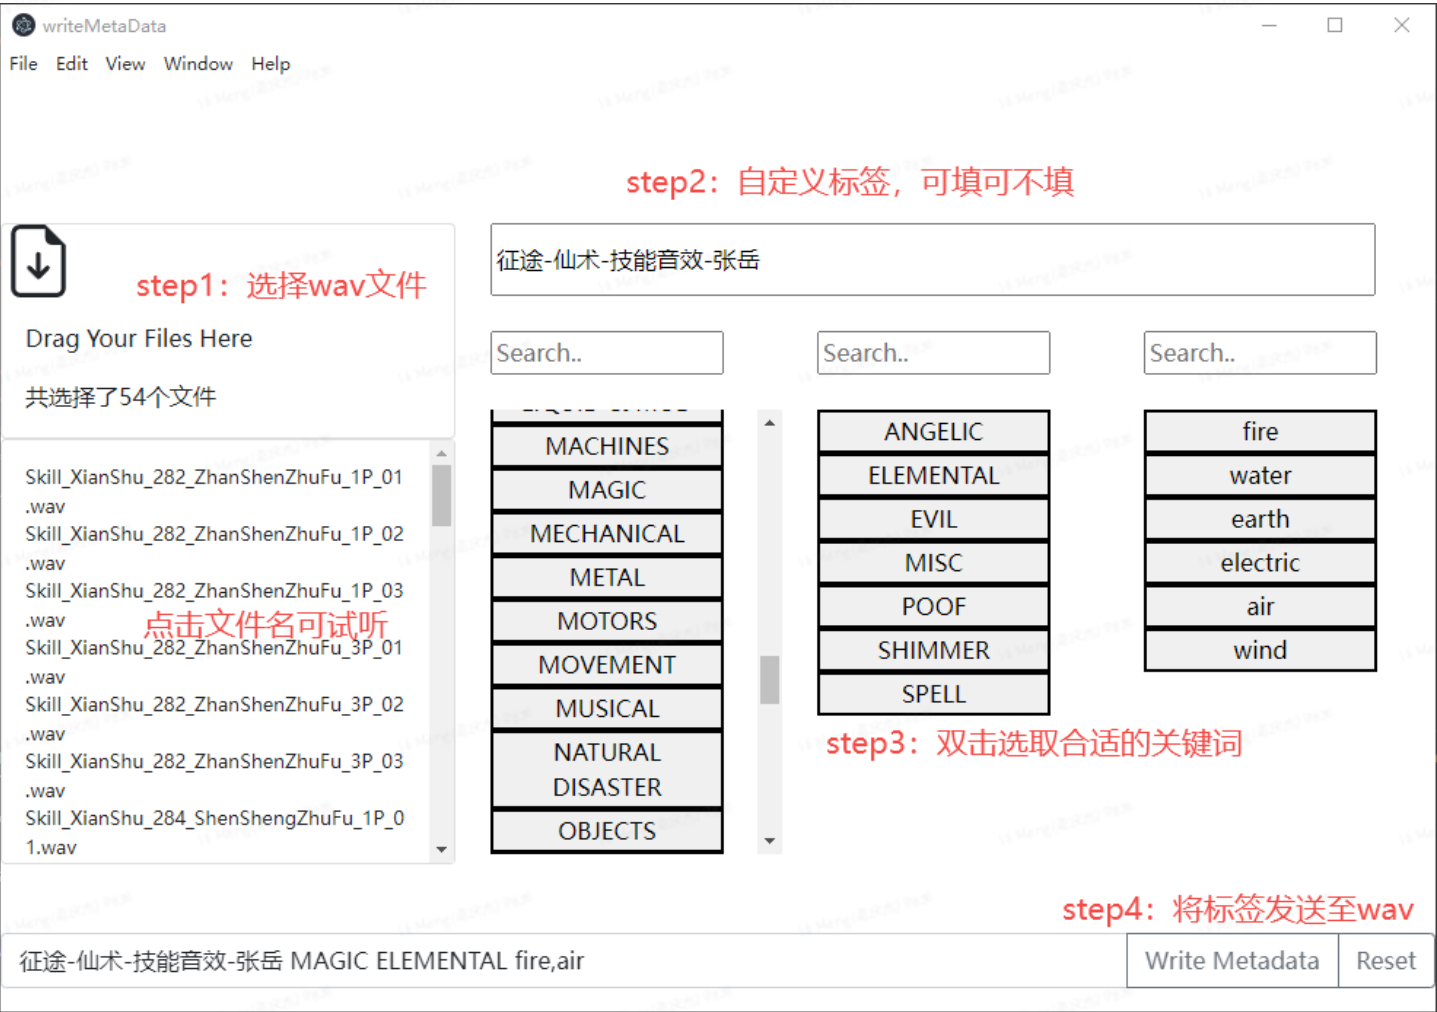 writeMetaData
File Edit View Window Help
step2：自定义标签，可填可不填
step1：选择wav文件
征途-仙术-技能音效-张岳
Drag Your Files Here
共选择了54个文件
Search..
Search..
Search..
Skill_XianShu_282_ZhanShenZhuFu_1P_01
.wav
Skill_XianShu_282_ZhanShenZhuFu_1P_02
.wav
Skill_XianShu_282_ZhanShenZhuFu_1P_03
.wav
点击文件名可试听
Skill_XianShu_282_ZhanShenZhuFu_3P_01
.wav
Skill_XianShu_282_ZhanShenZhuFu_3P_02
.wav
Skill_XianShu_282_ZhanShenZhuFu_3P_03
.wav
Skill_XianShu_284_ShenShengZhuFu_1P_0
1.wav
MACHINES
MAGIC
MECHANICAL
METAL
MOTORS
MOVEMENT
MUSICAL
NATURAL
DISASTER
OBJECTS
ANGELIC
ELEMENTAL
EVIL
MISC
POOF
SHIMMER
SPELL
fire
water
earth
electric
air
wind
step3：双击选取合适的关键词
step4：将标签发送至wav
征途-仙术-技能音效-张岳 MAGIC ELEMENTAL fire,air
Write Metadata
Reset